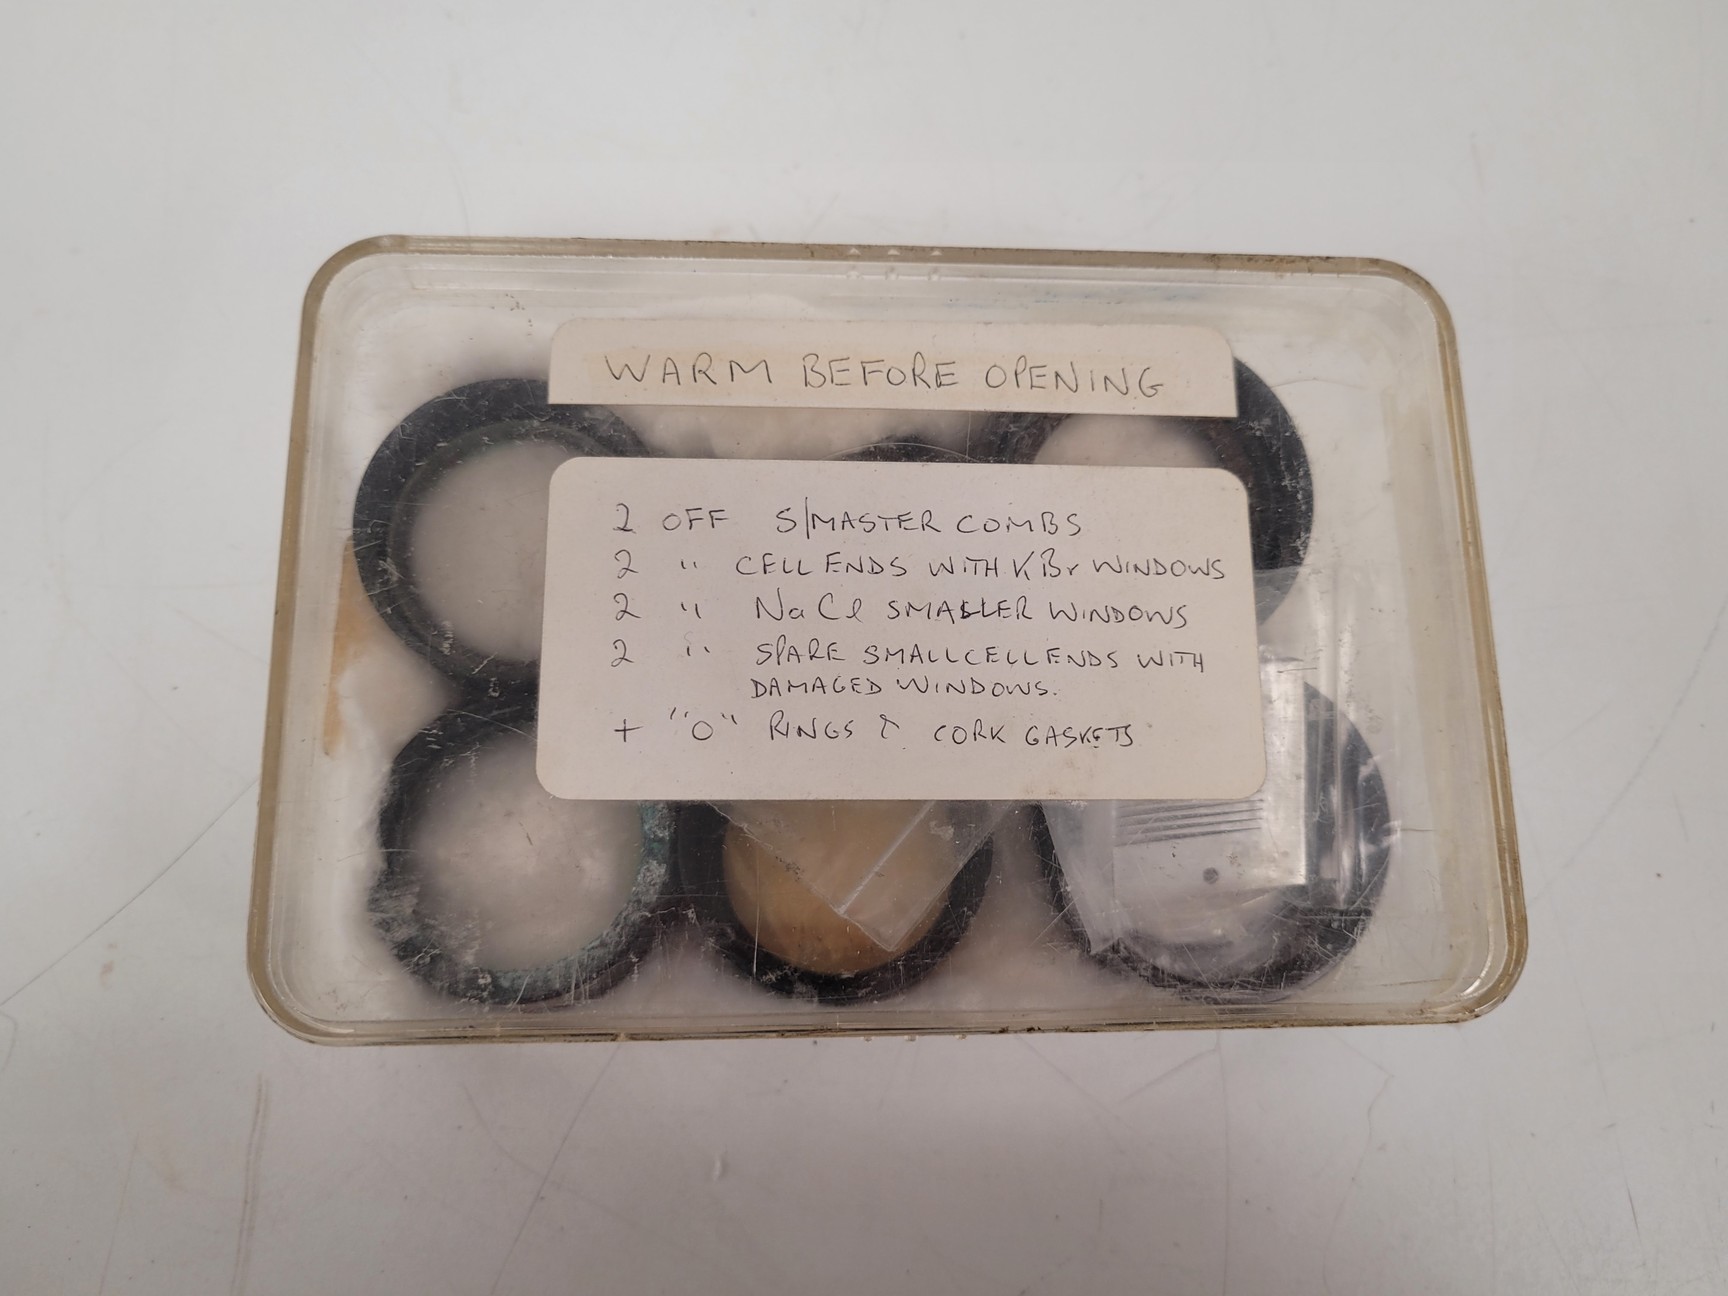 WARM BEFORE OPENING
2 OFF S/MASTER COMBS
2 " CELL ENDS WITH KBr WINDOWS
2 " NaCl SMALLER WINDOWS
2 " SPARE SMALL CELL ENDS WITH
DAMAGED WINDOWS.
+ "O" RINGS & CORK GASKETS